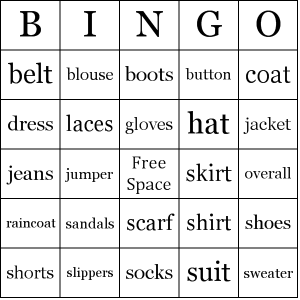 B I N G O
belt blouse boots button coat
dress laces gloves hat jacket
jeans jumper Free Space skirt overall
raincoat sandals scarf shirt shoes
shorts slippers socks suit sweater